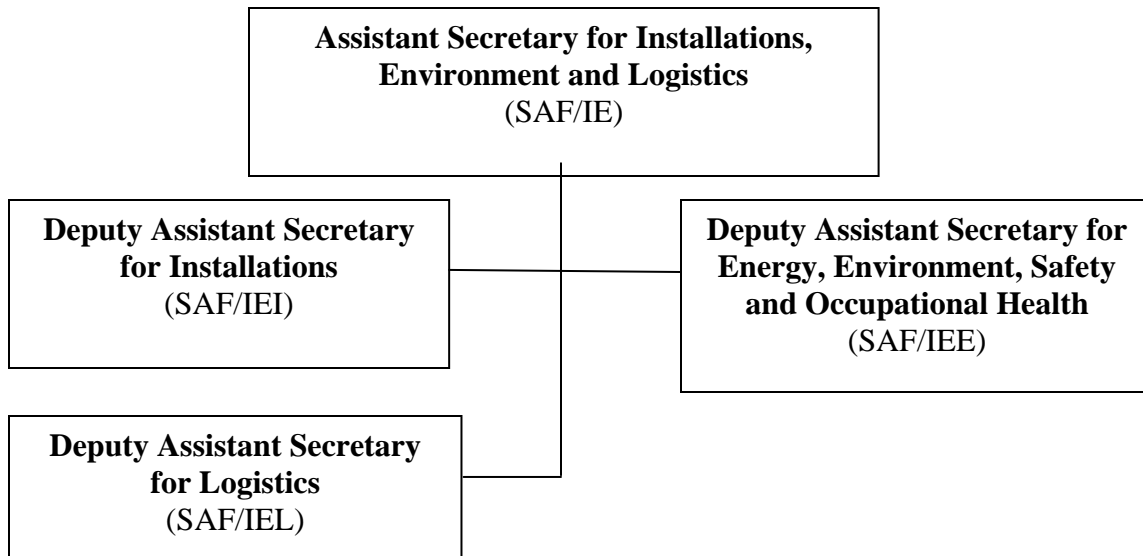 Assistant Secretary for Installations,
Environment and Logistics
(SAF/IE)
Deputy Assistant Secretary
for Installations
(SAF/IEI)
Deputy Assistant Secretary for
Energy, Environment, Safety
and Occupational Health
(SAF/IEE)
Deputy Assistant Secretary
for Logistics
(SAF/IEL)